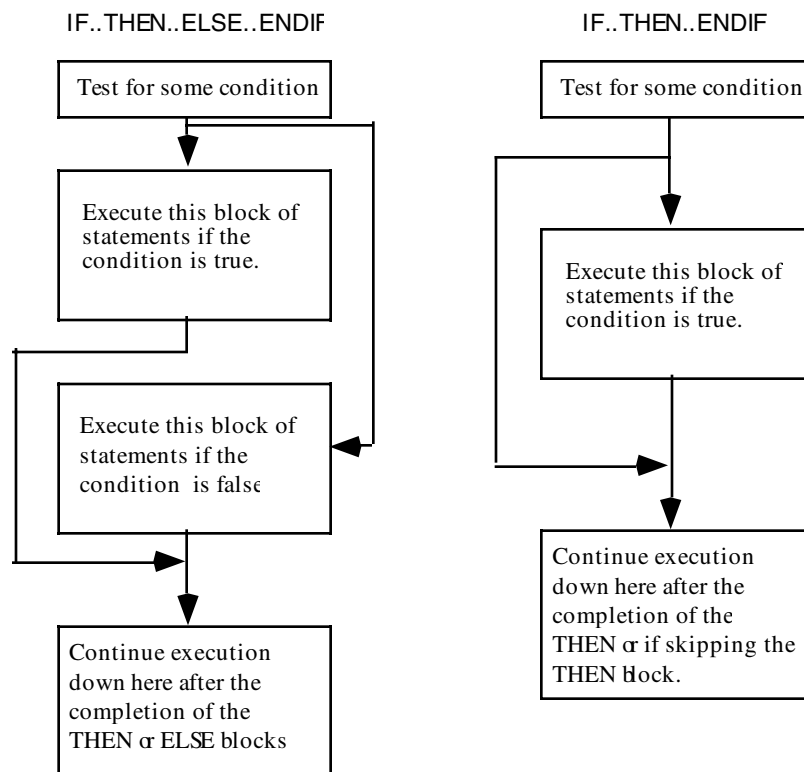 IF..THEN..ELSE..ENDIF
Test for some condition
Execute this block of
statements if the
condition is true.
Execute this block of
statements if the
condition is false
Continue execution
down here after the
completion of the
THEN or ELSE blocks
IF..THEN..ENDIF
Test for some condition
Execute this block of
statements if the
condition is true.
Continue execution
down here after the
completion of the
THEN or if skipping the
THEN block.